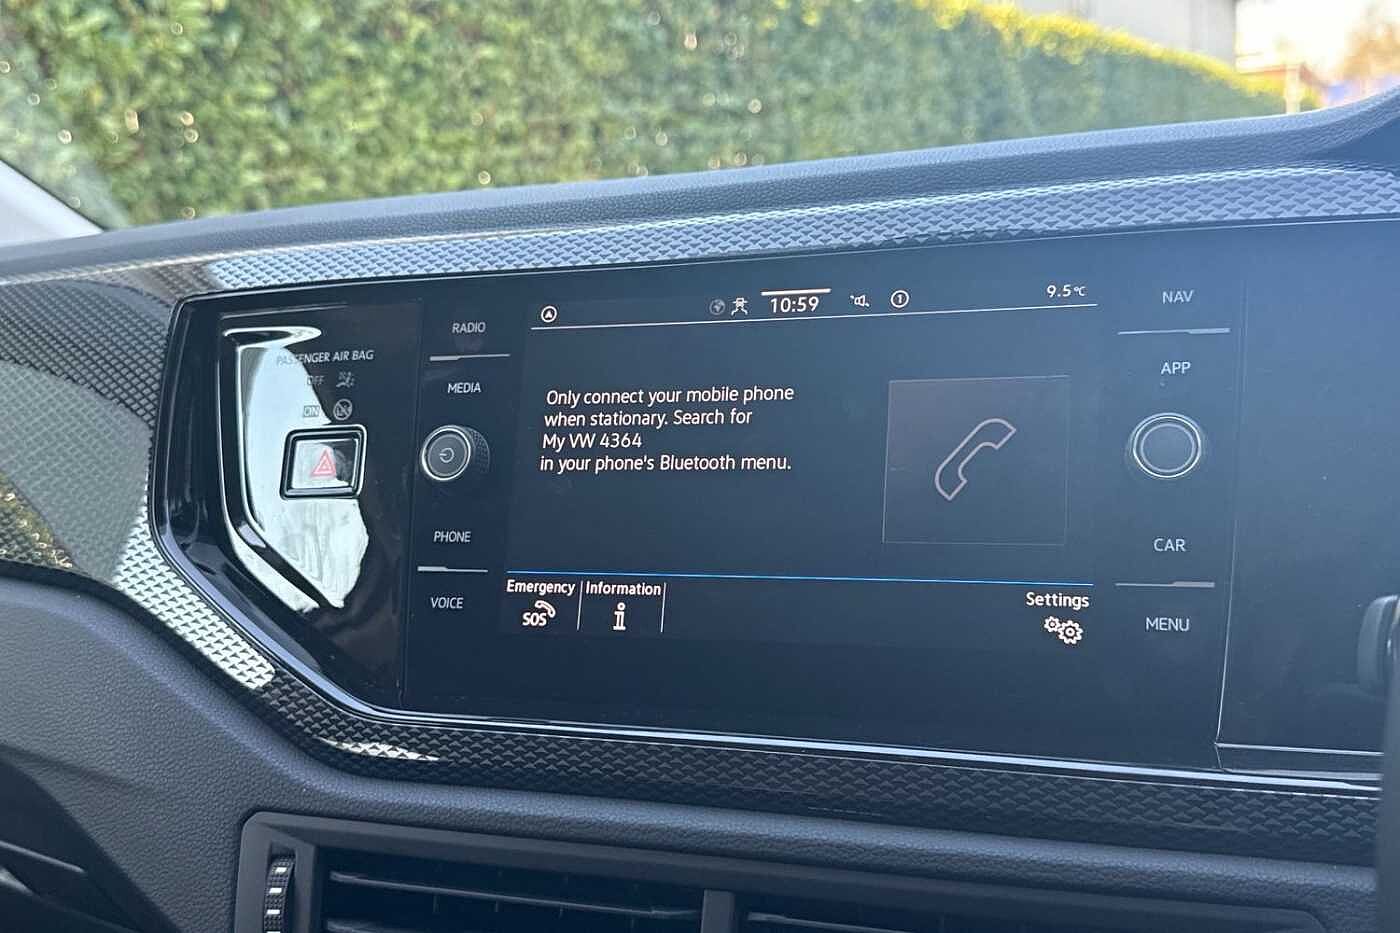 RADIO
MEDIA
PHONE
VOICE
PASSENGER AIR BAG
OFF
ON
10:59
1
9.5°C
Only connect your mobile phone
when stationary. Search for
My VW 4364
in your phone's Bluetooth menu.
Emergency
SOS
Information
i
Settings
NAV
APP
CAR
MENU